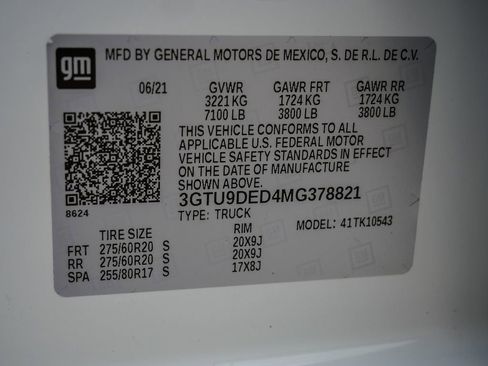 gm
MFD BY GENERAL MOTORS DE MEXICO, S. DE R.L. DE C.V.
06/21 GVWR GAWR FRT GAWR RR
3221 KG 1724 KG 1724 KG
7100 LB 3800 LB 3800 LB
THIS VEHICLE CONFORMS TO ALL
APPLICABLE U.S. FEDERAL MOTOR
VEHICLE SAFETY STANDARDS IN EFFECT
ON THE DATE OF MANUFACTURE
SHOWN ABOVE.
8624
3GTU9DED4MG378821
TYPE: TRUCK MODEL: 41TK10543
TIRE SIZE RIM
FRT 275/60R20 S 20X9J
RR 275/60R20 S 20X9J
SPA 255/80R17 S 17X8J